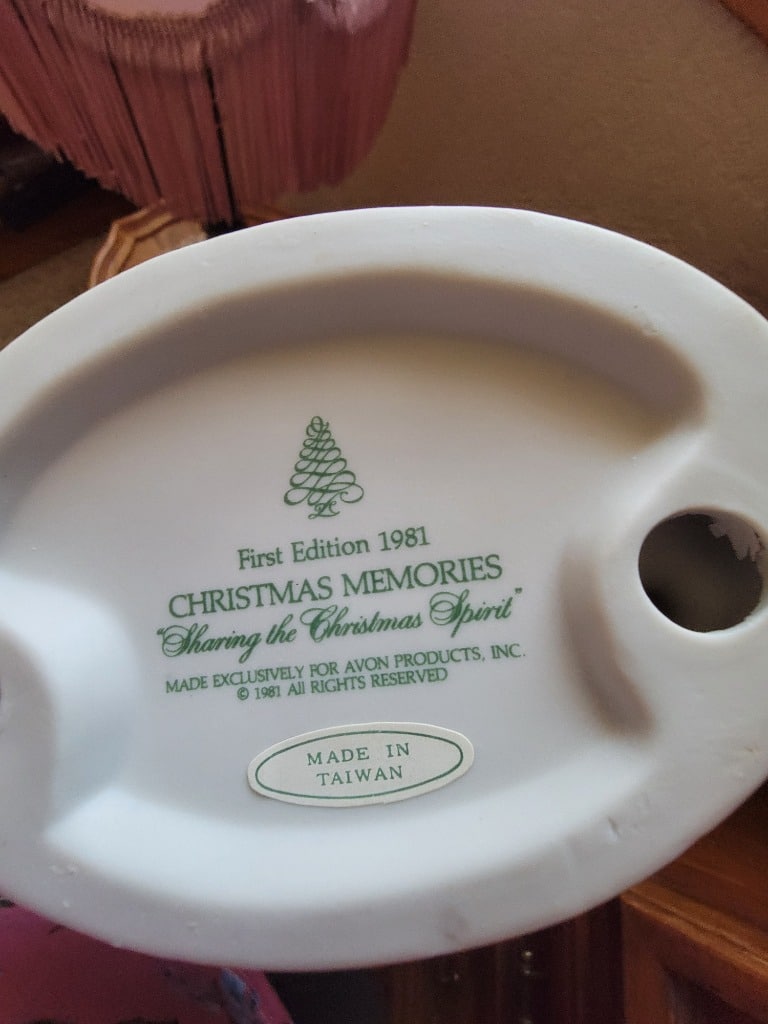 First Edition 1981
CHRISTMAS MEMORIES
"Sharing the Christmas Spirit"
MADE EXCLUSIVELY FOR AVON PRODUCTS, INC.
© 1981 All RIGHTS RESERVED
MADE IN
TAIWAN